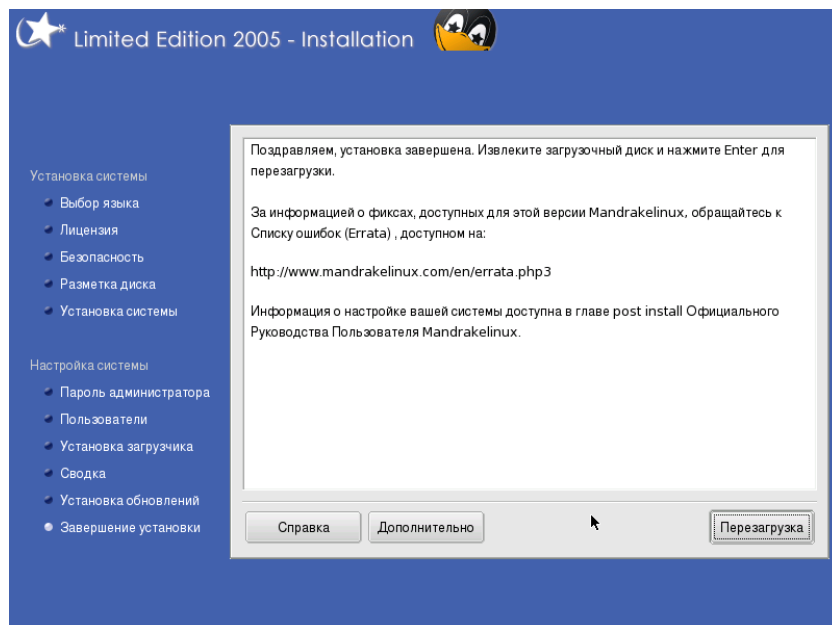 Limited Edition 2005 - Installation
Установка системы
Выбор языка
Лицензия
Безопасность
Разметка диска
Установка системы
Настройка системы
Пароль администратора
Пользователи
Установка загрузчика
Сводка
Установка обновлений
Завершение установки
Поздравляем, установка завершена. Извлеките загрузочный диск и нажмите Enter для
перезагрузки.
За информацией о фиксах, доступных для этой версии Mandrakelinux, обращайтесь к
Списку ошибок (Errata) , доступном на:
http://www.mandrakelinux.com/en/errata.php3
Информация о настройке вашей системы доступна в главе post install Официального
Руководства Пользователя Mandrakelinux.
Справка
Дополнительно
Перезагрузка